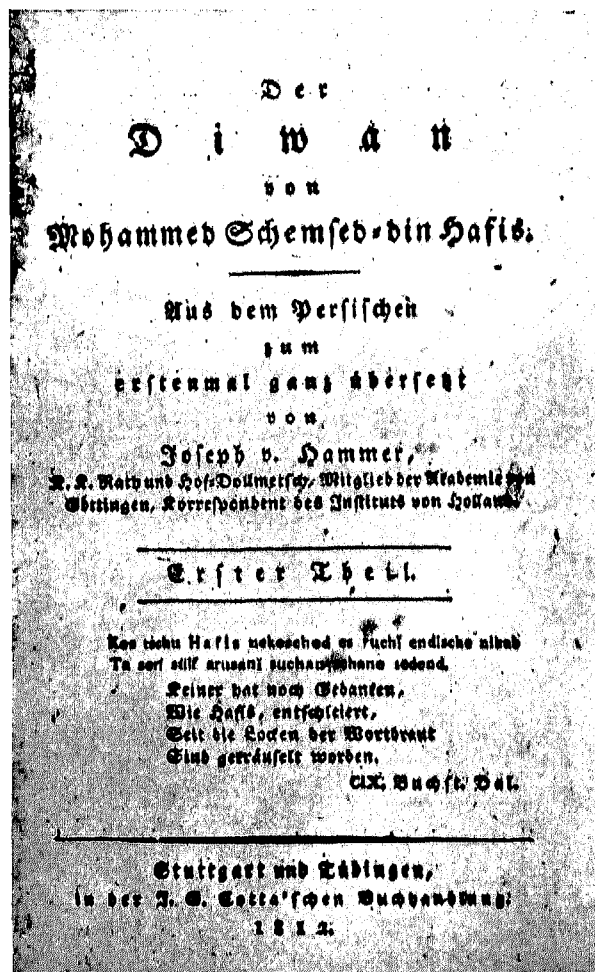 Der
Diwan
von
Mohammed Schemsed-din Hafis.
Aus dem Persischen
zum
erstenmal ganz übersetzt
von
Joseph v. Hammer,
K. K. Rath und Hof-Dollmetsch, Mitglied der Akademie von
Göttingen, Korrespondent des Instituts von Holland.
Erster Theil.
Kes tschu Hafis nekeschod es ruchi endische nikab
Ta seri sülf arusani suchan schane sedend.
Keiner hat noch Gedanken,
Wie Hafis, entschleiert,
Seit die Locken der Wortbraut
Sind gekräuselt worden.
CIX. Buchst. Dal.
Stuttgart und Tübingen,
in der J. G. Cotta'schen Buchhandlung.
1812.